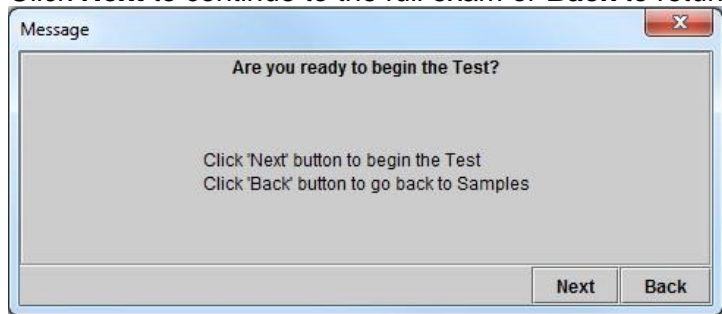 Click Next to continue to the full exam or Back to return
Message
X
Are you ready to begin the Test?
Click 'Next' button to begin the Test
Click 'Back' button to go back to Samples
Next Back